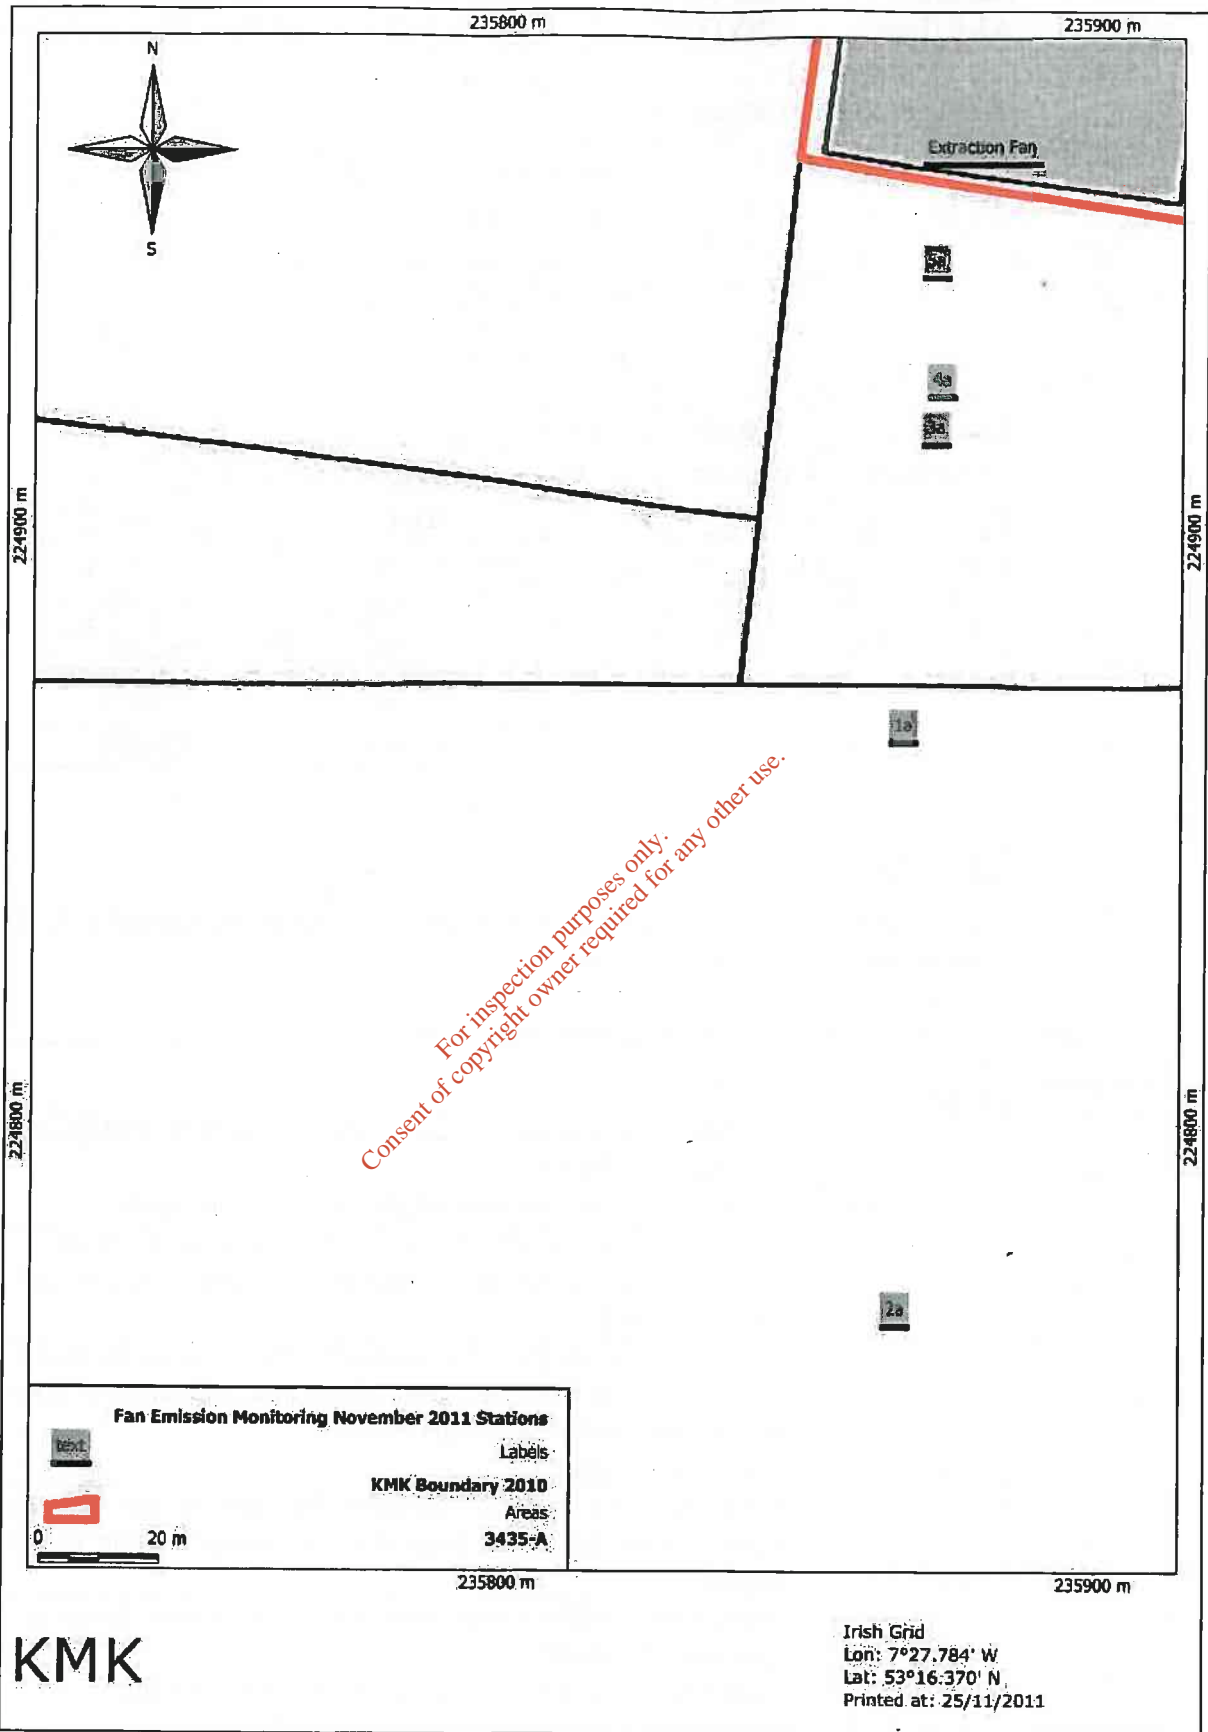 235800 m
235900 m
N
S
Extraction Fan
5a
4a
3a
224900 m
224900 m
1a
For inspection purposes only.
Consent of copyright owner required for any other use.
224800 m
224800 m
2a
Fan Emission Monitoring November 2011 Stations
text
Labels
KMK Boundary 2010
Areas
0 20 m
3435-A
235800 m
235900 m
KMK
Irish Grid
Lon: 7°27.784' W
Lat: 53°16.370' N
Printed at: 25/11/2011